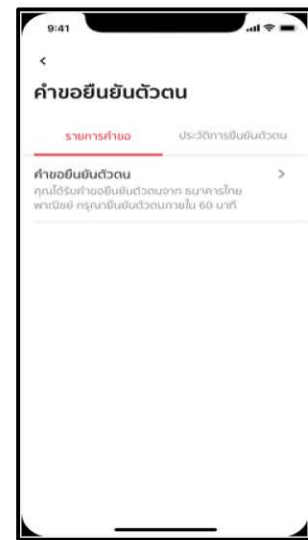 9:41
คำขอยืนยันตัวตน
รายการคำขอ ประวัติการยืนยันตัวตน
คำขอยืนยันตัวตน
คุณได้รับคำขอยืนยันตัวตนจาก ธนาคารไทย
พาณิชย์ กรุณายืนยันตัวตนภายใน 60 นาที